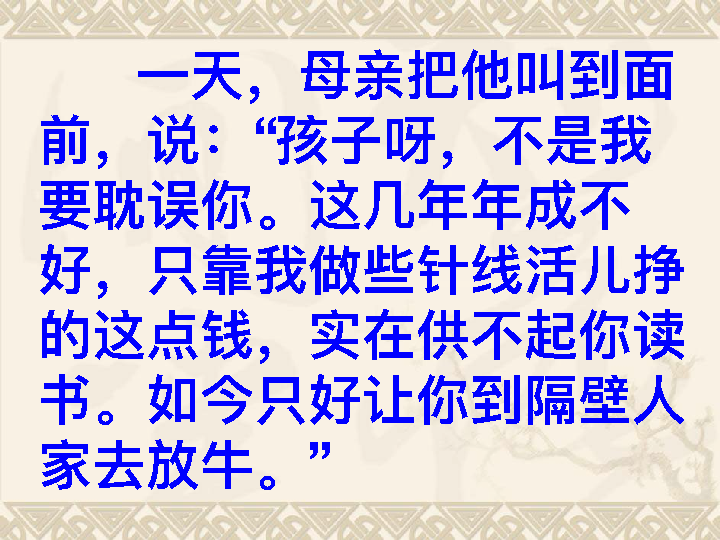 一天，母亲把他叫到面
前，说：“孩子呀，不是我
要耽误你。这几年年成不
好，只靠我做些针线活儿挣
的这点钱，实在供不起你读
书。如今只好让你到隔壁人
家去放牛。”